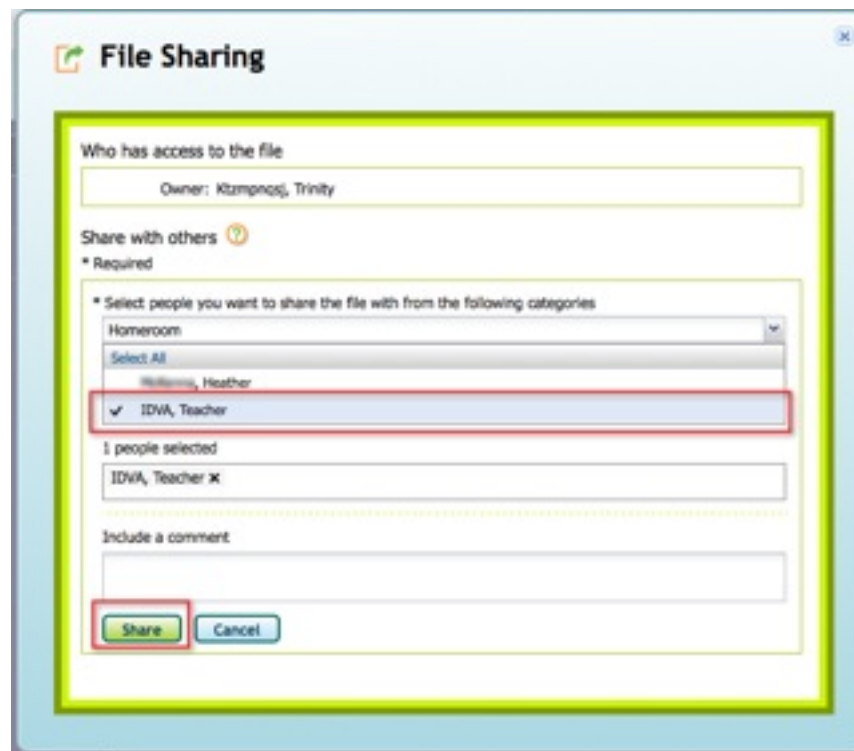 File Sharing
Who has access to the file
Owner: Ktzmpnqsj, Trinity
Share with others ?
* Required
* Select people you want to share the file with from the following categories
Homeroom
Select All
, Heather
✓ IDVA, Teacher
1 people selected
IDVA, Teacher ×
Include a comment
Share Cancel